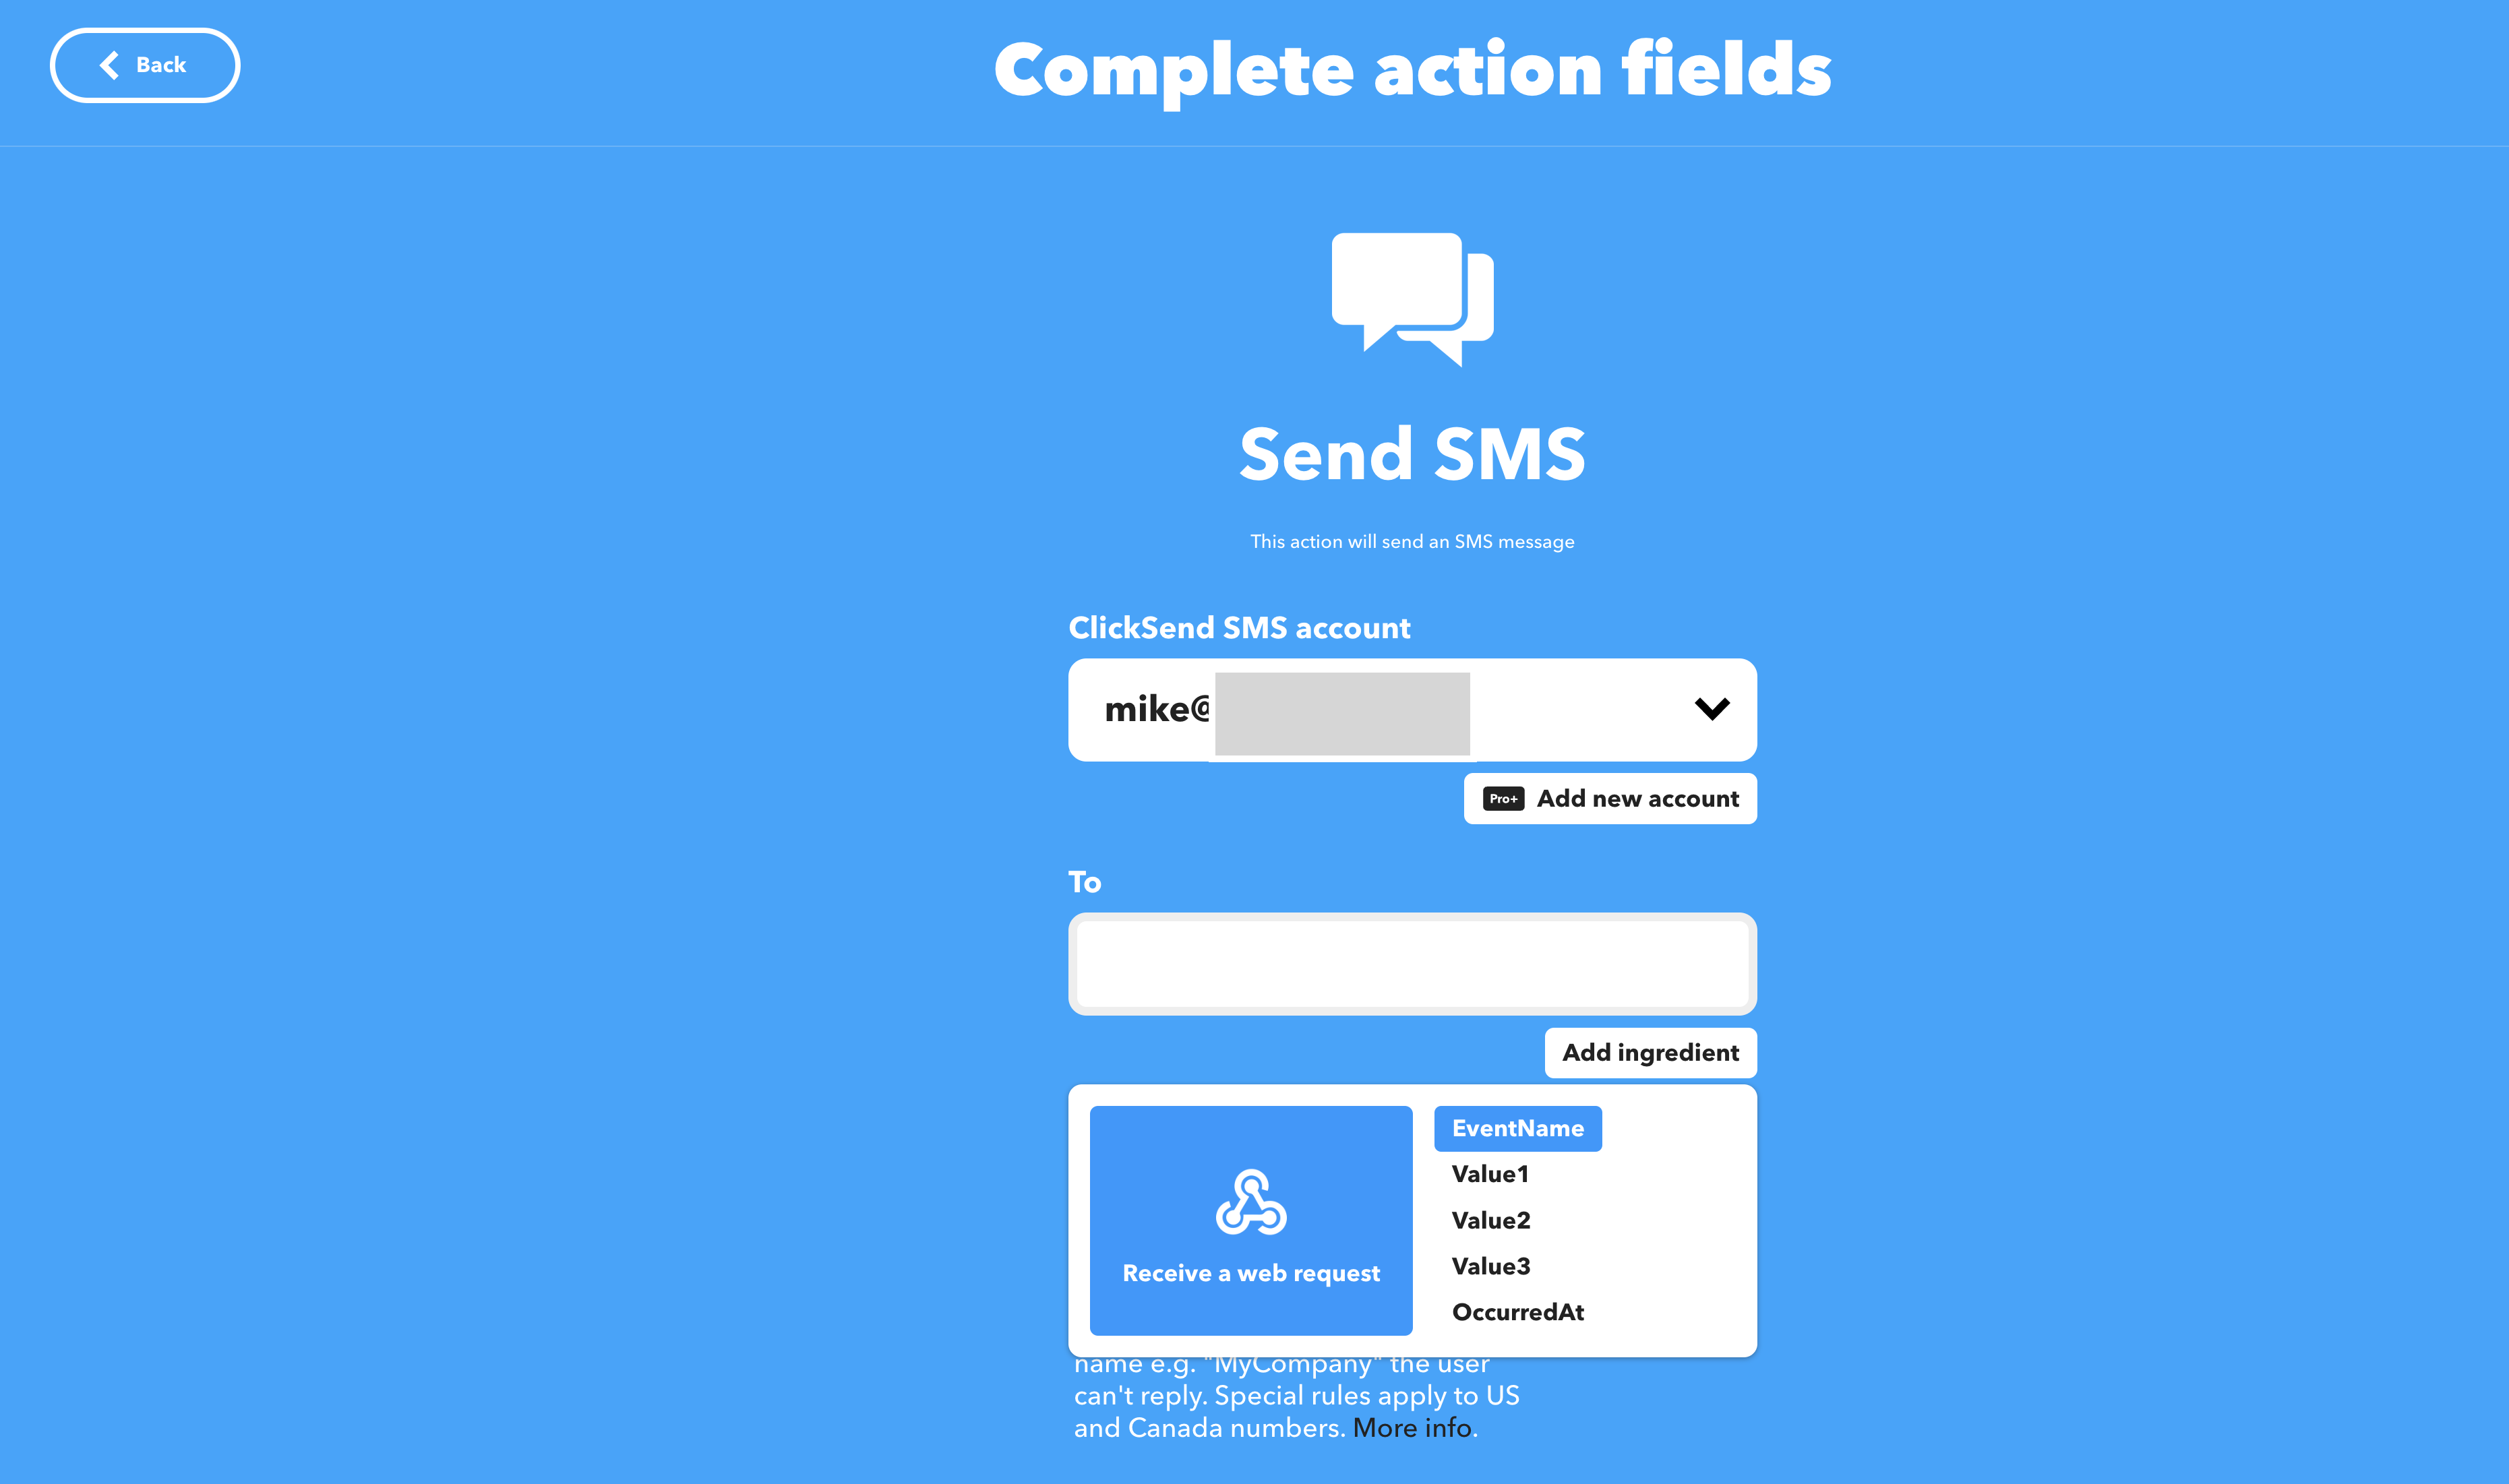 Back
Complete action fields
Send SMS
This action will send an SMS message
ClickSend SMS account
mike@
Pro+ Add new account
To
Add ingredient
Receive a web request
EventName
Value1
Value2
Value3
OccurredAt
name e.g. "MyCompany" the user
can't reply. Special rules apply to US
and Canada numbers. More info.